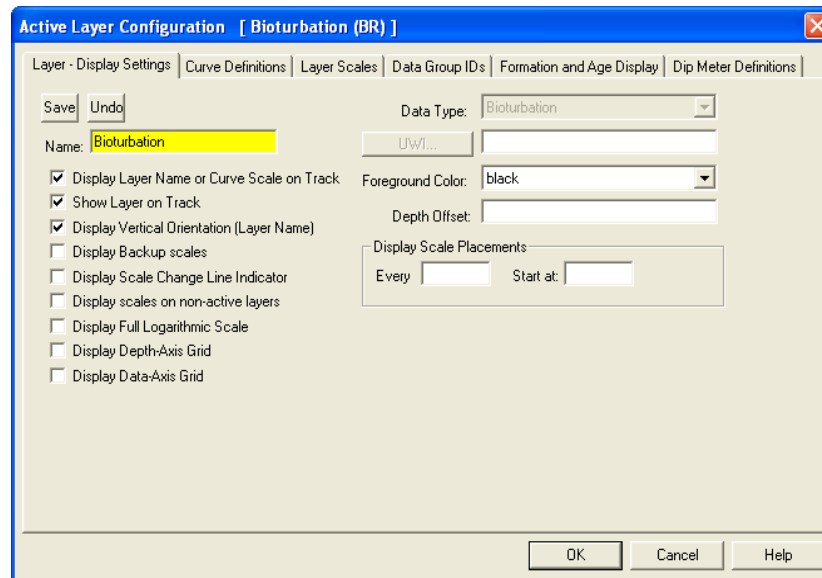 Active Layer Configuration [ Bioturbation (BR) ]
Layer - Display Settings Curve Definitions Layer Scales Data Group IDs Formation and Age Display Dip Meter Definitions
Save Undo
Name: Bioturbation
Display Layer Name or Curve Scale on Track
Show Layer on Track
Display Vertical Orientation (Layer Name)
Display Backup scales
Display Scale Change Line Indicator
Display scales on non-active layers
Display Full Logarithmic Scale
Display Depth-Axis Grid
Display Data-Axis Grid
Data Type: Bioturbation
UWI...
Foreground Color: black
Depth Offset:
Display Scale Placements
Every Start at:
OK Cancel Help